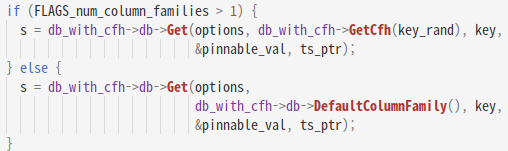 if (FLAGS_num_column_families > 1) {
  s = db_with_cfh->db->Get(options, db_with_cfh->GetCfh(key_rand), key,
                           &pinnable_val, ts_ptr);
} else {
  s = db_with_cfh->db->Get(options,
                           db_with_cfh->db->DefaultColumnFamily(), key,
                           &pinnable_val, ts_ptr);
}